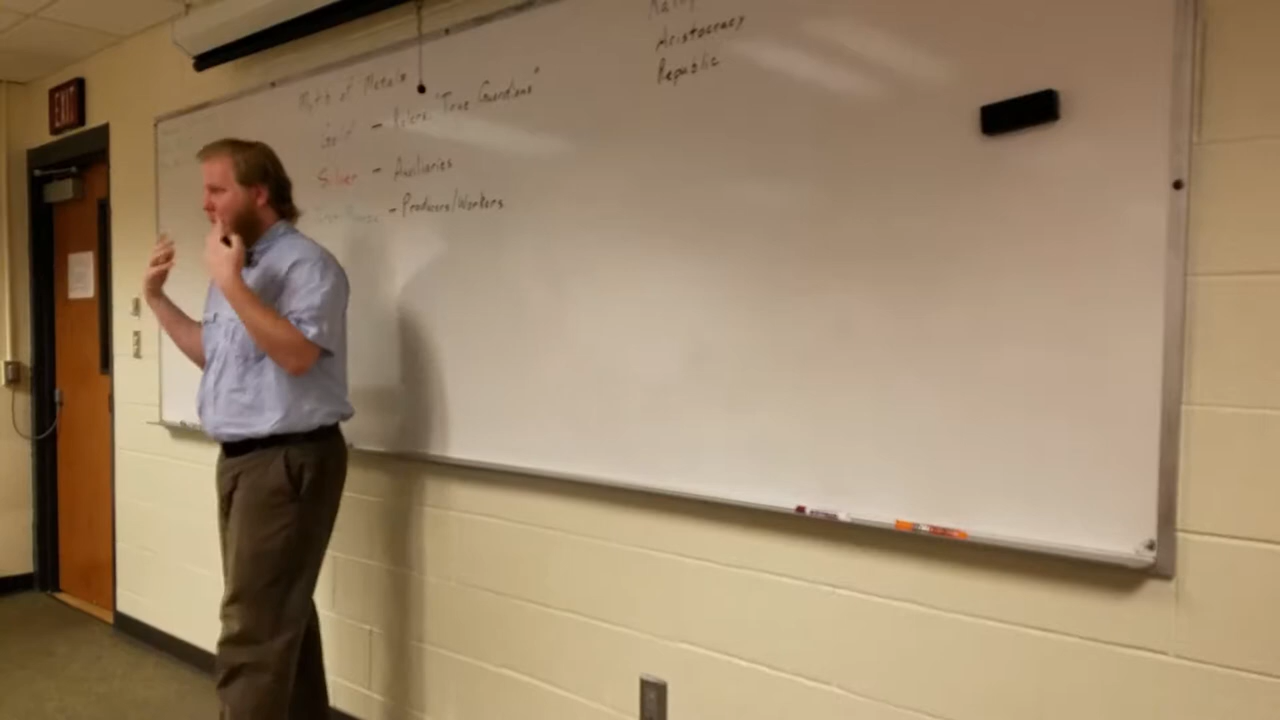 EXIT
Myth of Metals
Gold - Rulers, "True Guardians"
Silver - Auxiliaries
- Producers/Workers
Aristocracy
Republic